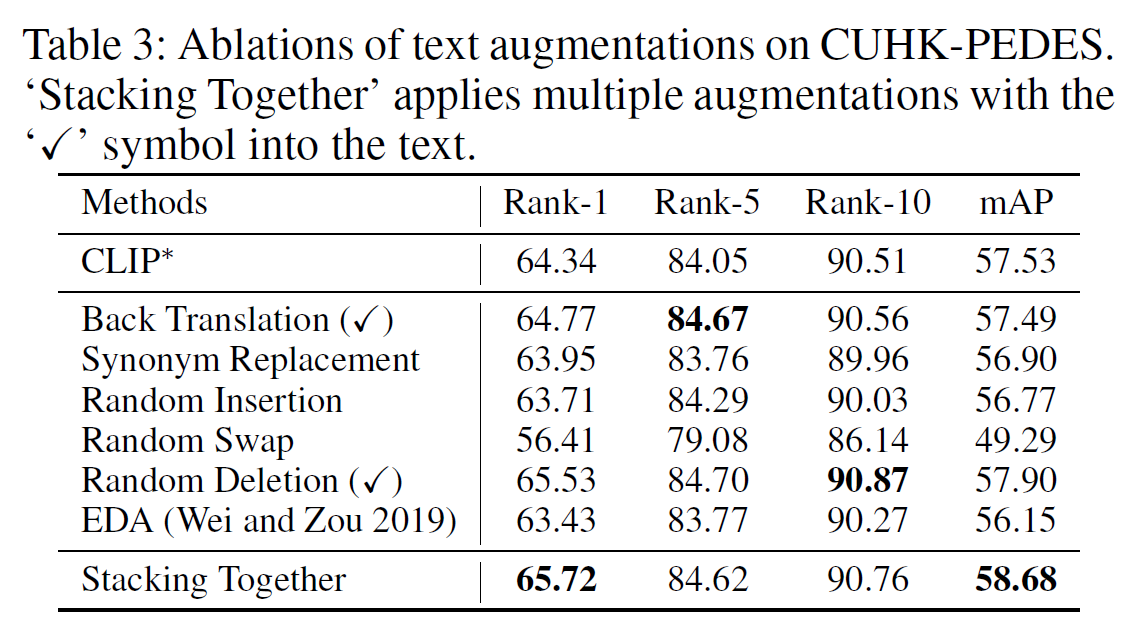 Table 3: Ablations of text augmentations on CUHK-PEDES.
‘Stacking Together’ applies multiple augmentations with the
‘✓’ symbol into the text.
Methods Rank-1 Rank-5 Rank-10 mAP
CLIP* 64.34 84.05 90.51 57.53
Back Translation (✓) 64.77 84.67 90.56 57.49
Synonym Replacement 63.95 83.76 89.96 56.90
Random Insertion 63.71 84.29 90.03 56.77
Random Swap 56.41 79.08 86.14 49.29
Random Deletion (✓) 65.53 84.70 90.87 57.90
EDA (Wei and Zou 2019) 63.43 83.77 90.27 56.15
Stacking Together 65.72 84.62 90.76 58.68